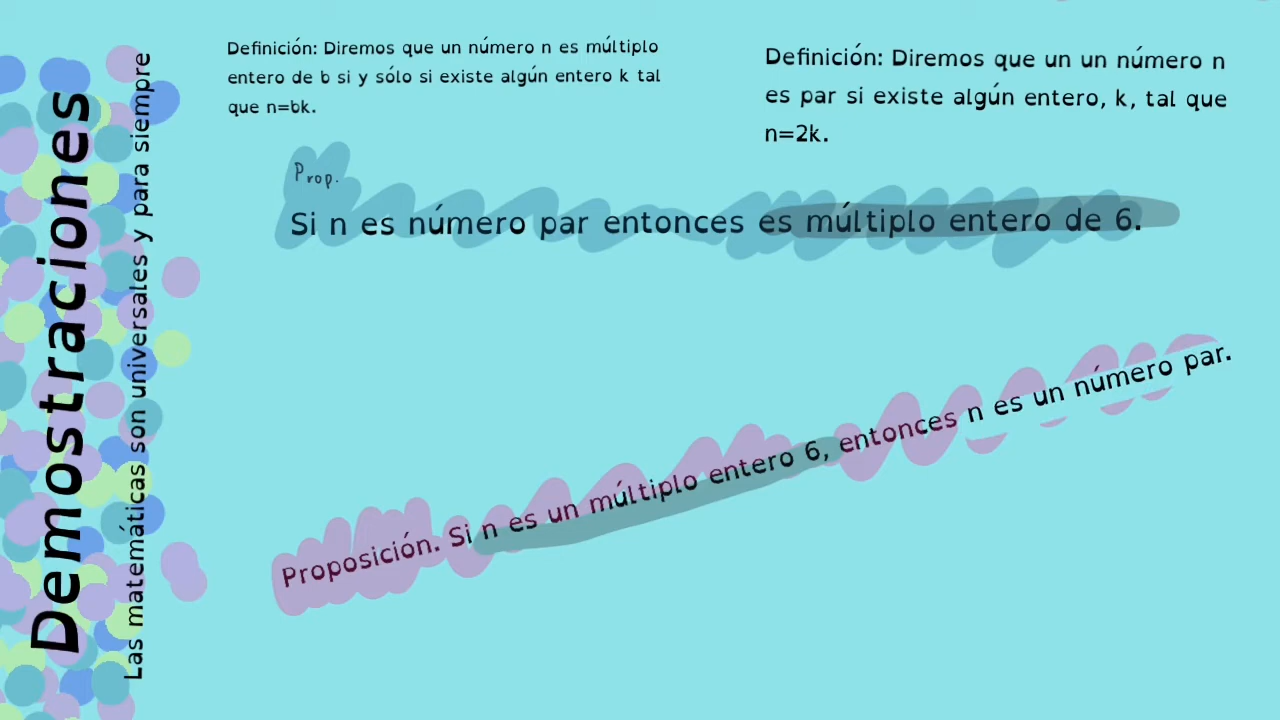 Demostraciones
Las matemáticas son universales y para siempre
Definición: Diremos que un número n es múltiplo
entero de b si y sólo si existe algún entero k tal
que n=bk.
Definición: Diremos que un un número n
es par si existe algún entero, k, tal que
n=2k.
Prop.
Si n es número par entonces es múltiplo entero de 6.
Proposición. Si n es un múltiplo entero 6, entonces n es un número par.